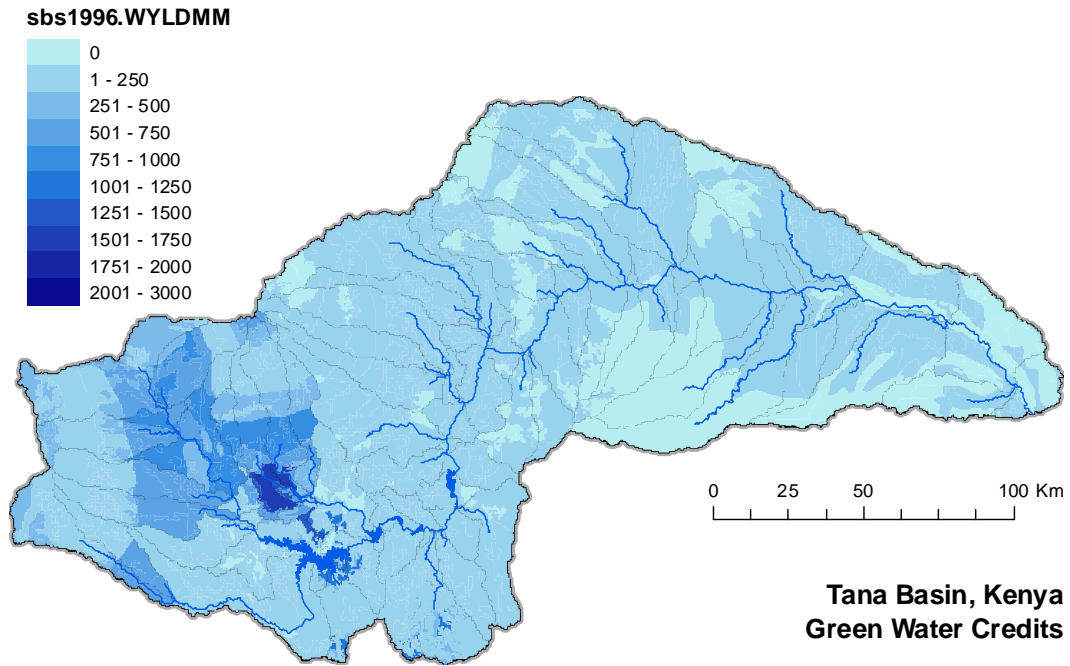 sbs1996.WYLDMM
0
1 - 250
251 - 500
501 - 750
751 - 1000
1001 - 1250
1251 - 1500
1501 - 1750
1751 - 2000
2001 - 3000
0 25 50 100 Km
Tana Basin, Kenya
Green Water Credits